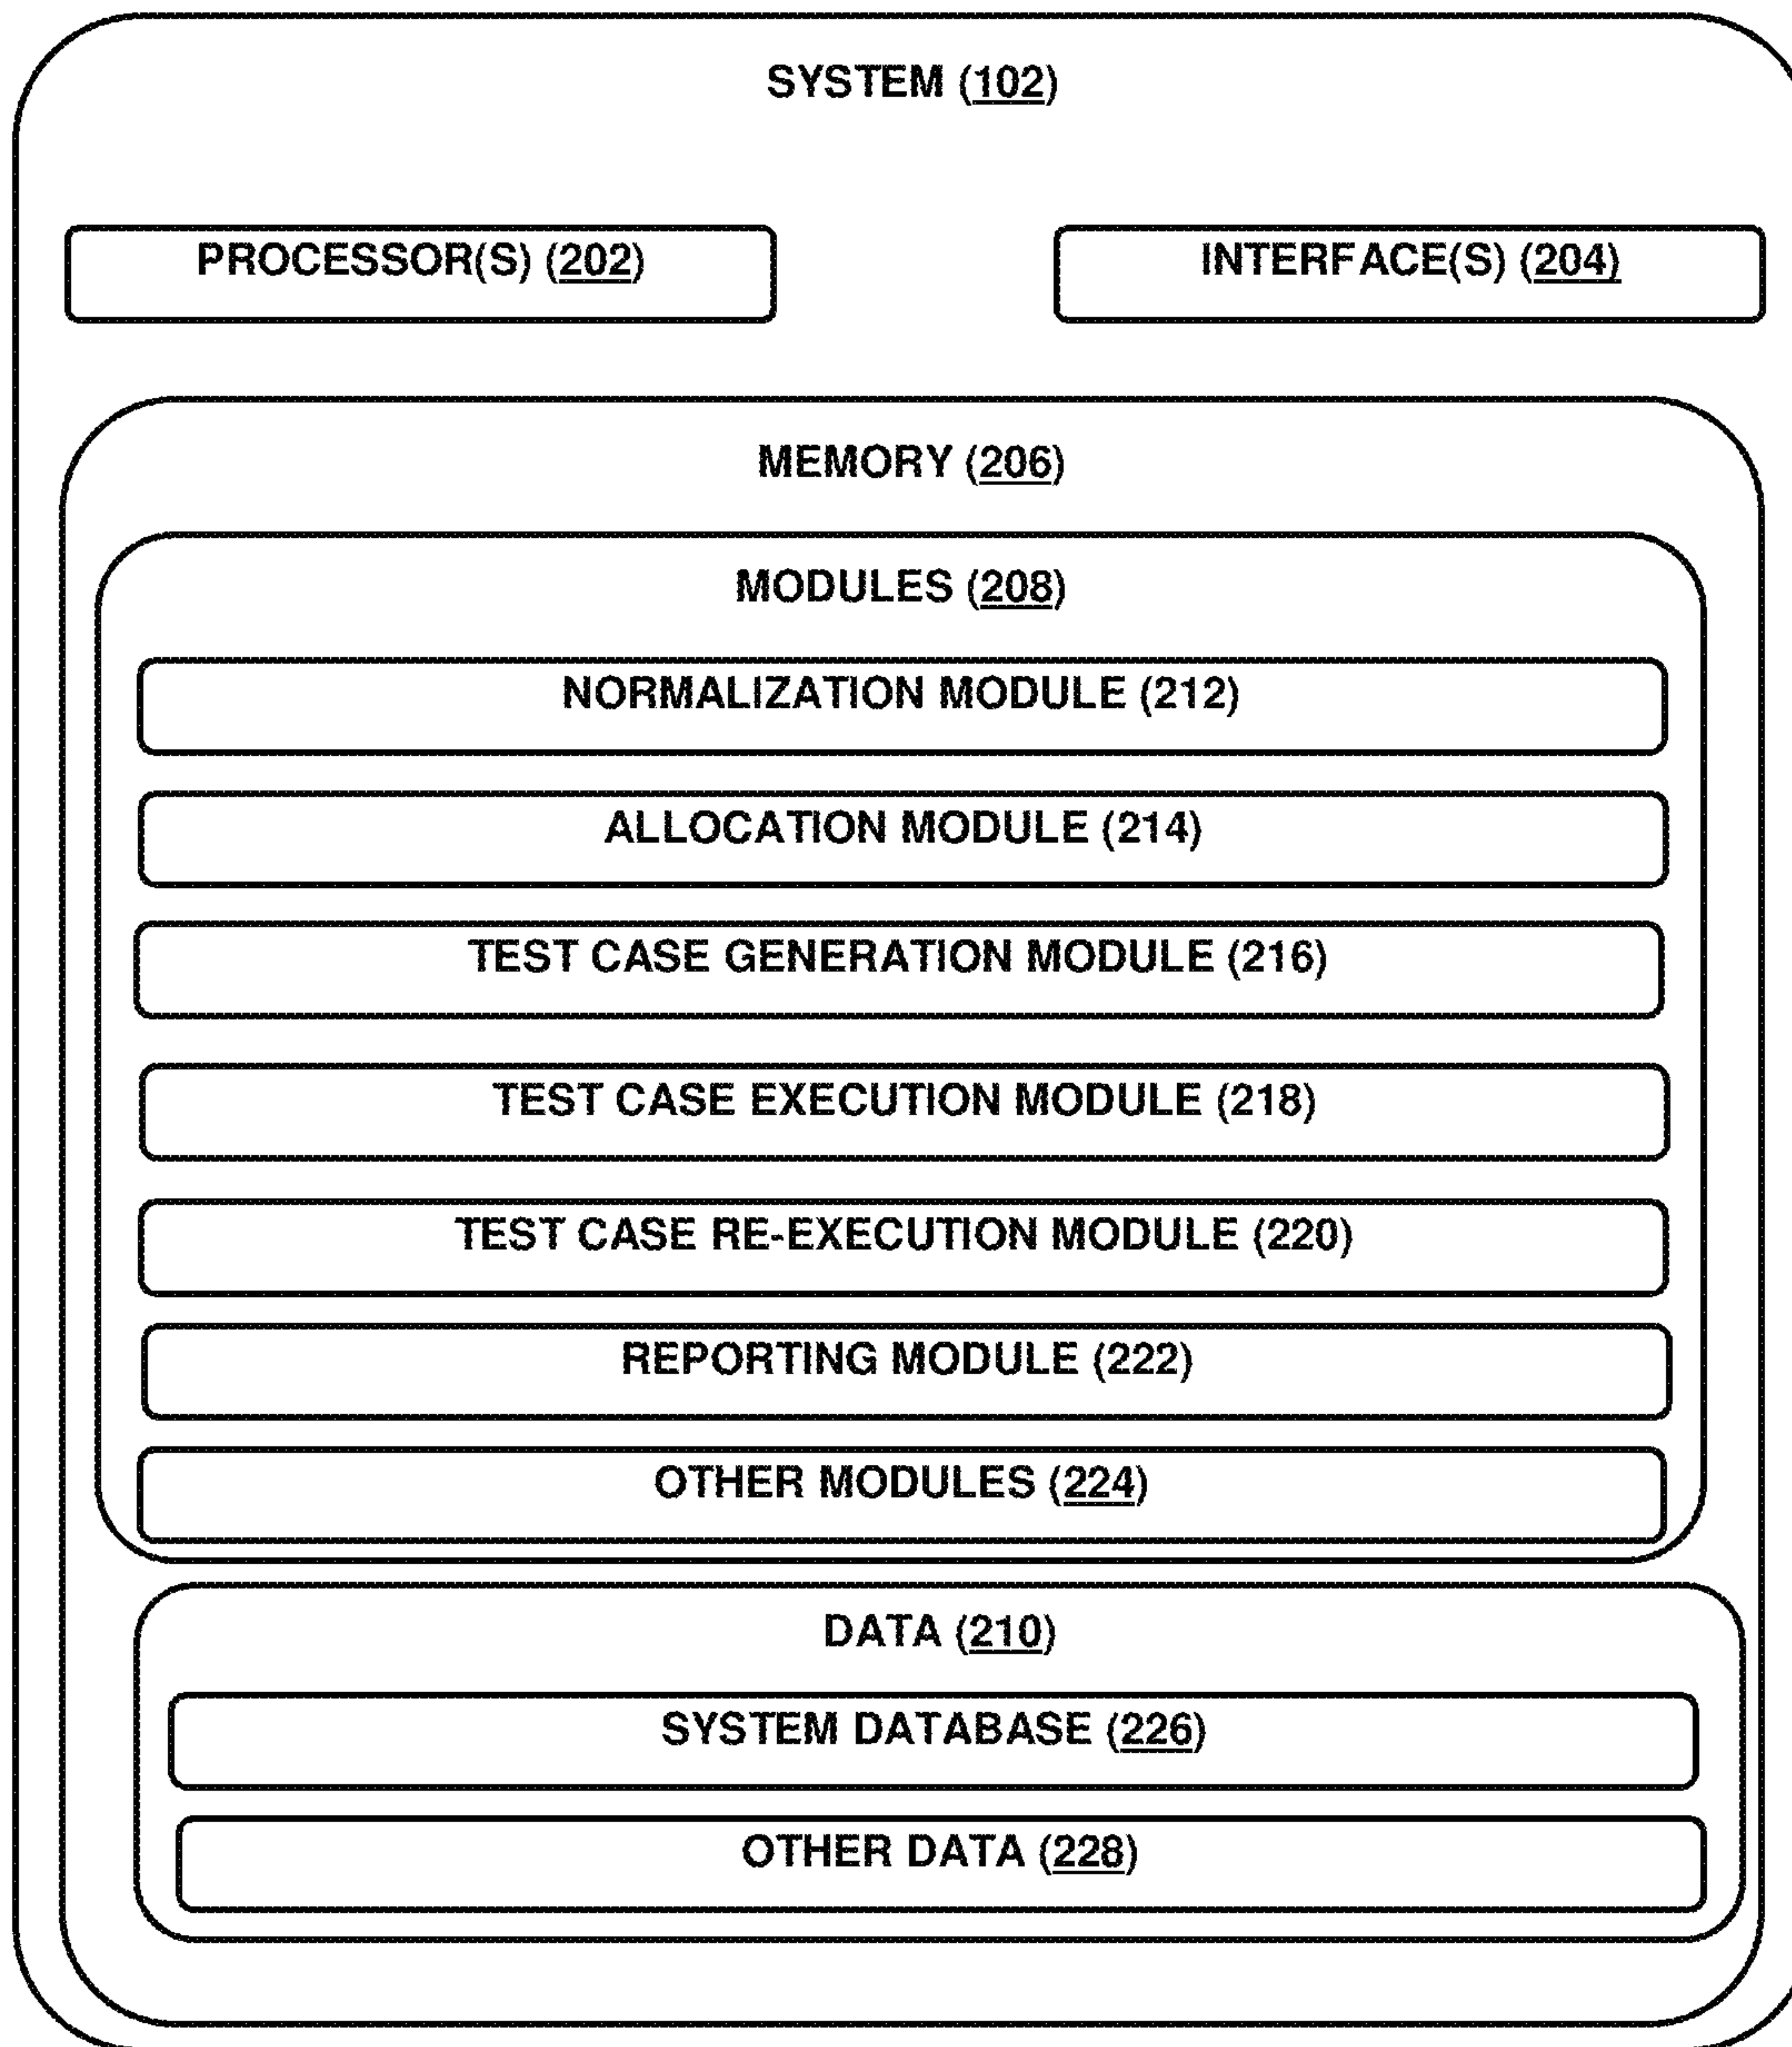 SYSTEM (102)
PROCESSOR(S) (202)
INTERFACE(S) (204)
MEMORY (206)
MODULES (208)
NORMALIZATION MODULE (212)
ALLOCATION MODULE (214)
TEST CASE GENERATION MODULE (216)
TEST CASE EXECUTION MODULE (218)
TEST CASE RE-EXECUTION MODULE (220)
REPORTING MODULE (222)
OTHER MODULES (224)
DATA (210)
SYSTEM DATABASE (226)
OTHER DATA (228)